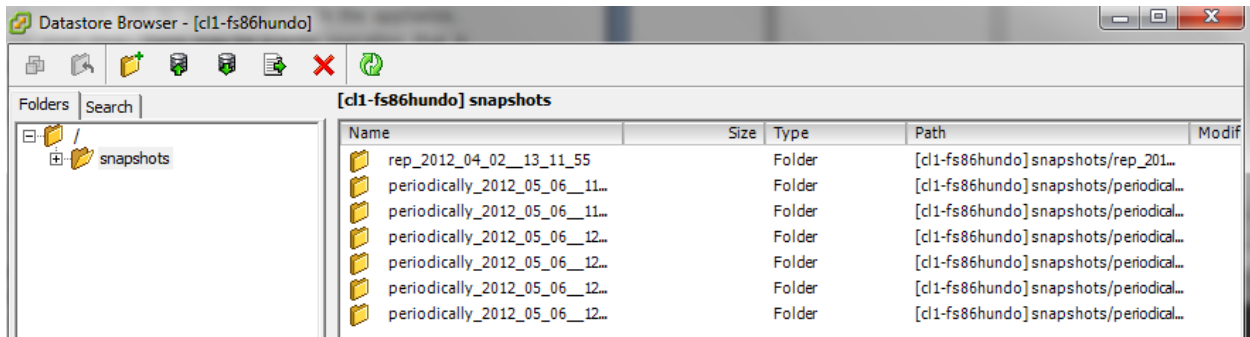 Datastore Browser - [cl1-fs86hundo]
Folders Search
[cl1-fs86hundo] snapshots
/
snapshots
Name Size Type Path Modif
rep_2012_04_02__13_11_55 Folder [cl1-fs86hundo] snapshots/rep_201...
periodically_2012_05_06__11... Folder [cl1-fs86hundo] snapshots/periodical...
periodically_2012_05_06__11... Folder [cl1-fs86hundo] snapshots/periodical...
periodically_2012_05_06__12... Folder [cl1-fs86hundo] snapshots/periodical...
periodically_2012_05_06__12... Folder [cl1-fs86hundo] snapshots/periodical...
periodically_2012_05_06__12... Folder [cl1-fs86hundo] snapshots/periodical...
periodically_2012_05_06__12... Folder [cl1-fs86hundo] snapshots/periodical...